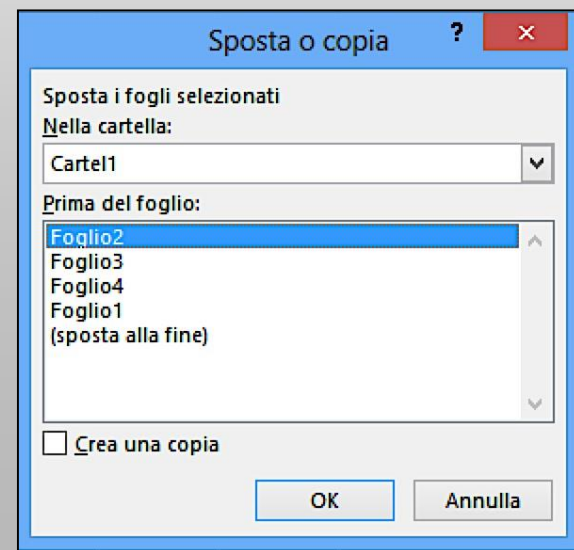 Sposta o copia
?
Sposta i fogli selezionati
Nella cartella:
Cartel1
Prima del foglio:
Foglio2
Foglio3
Foglio4
Foglio1
(sposta alla fine)
Crea una copia
OK
Annulla